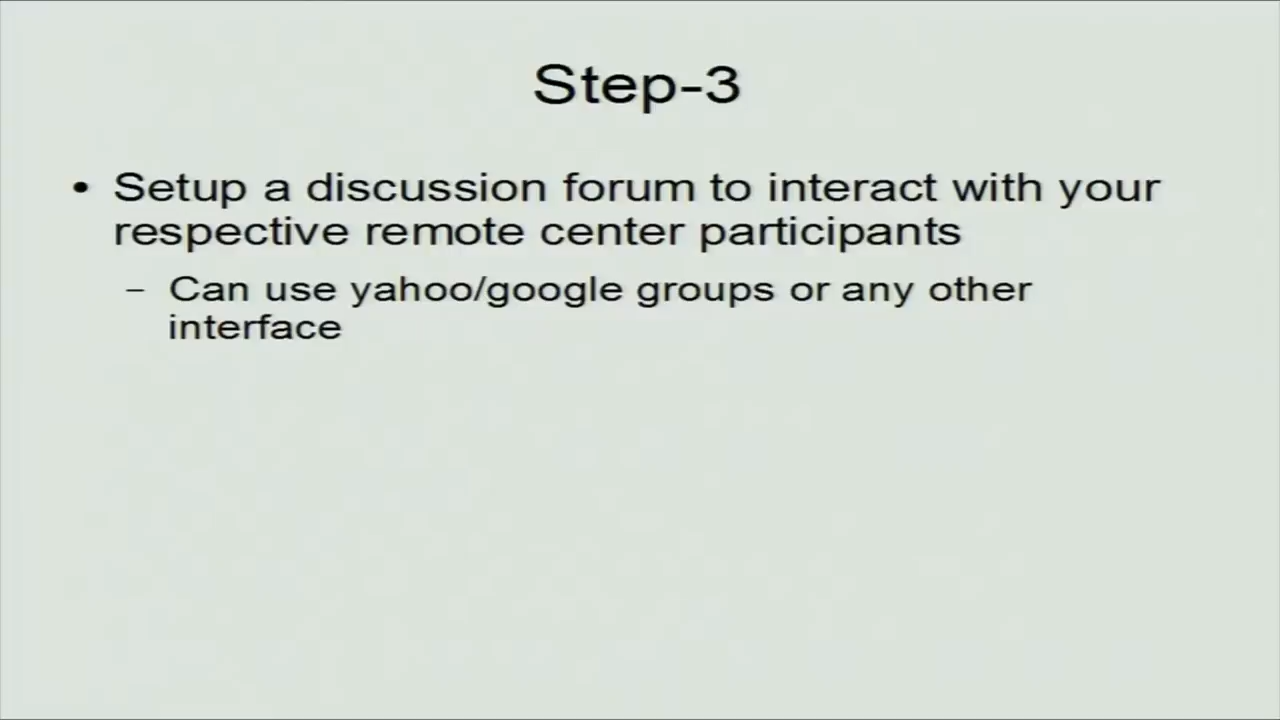 Step-3
• Setup a discussion forum to interact with your
respective remote center participants
– Can use yahoo/google groups or any other
interface